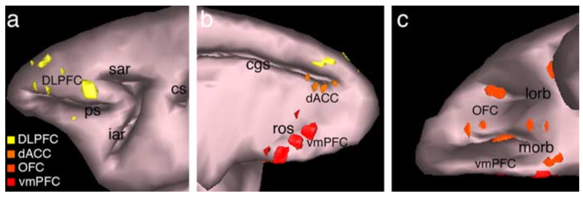 a
DLPFC
sar
cs
ps
iar
DLPFC
dACC
OFC
vmPFC
b
cgs
dACC
ros
vmPFC
c
lorb
OFC
morb
vmPFC